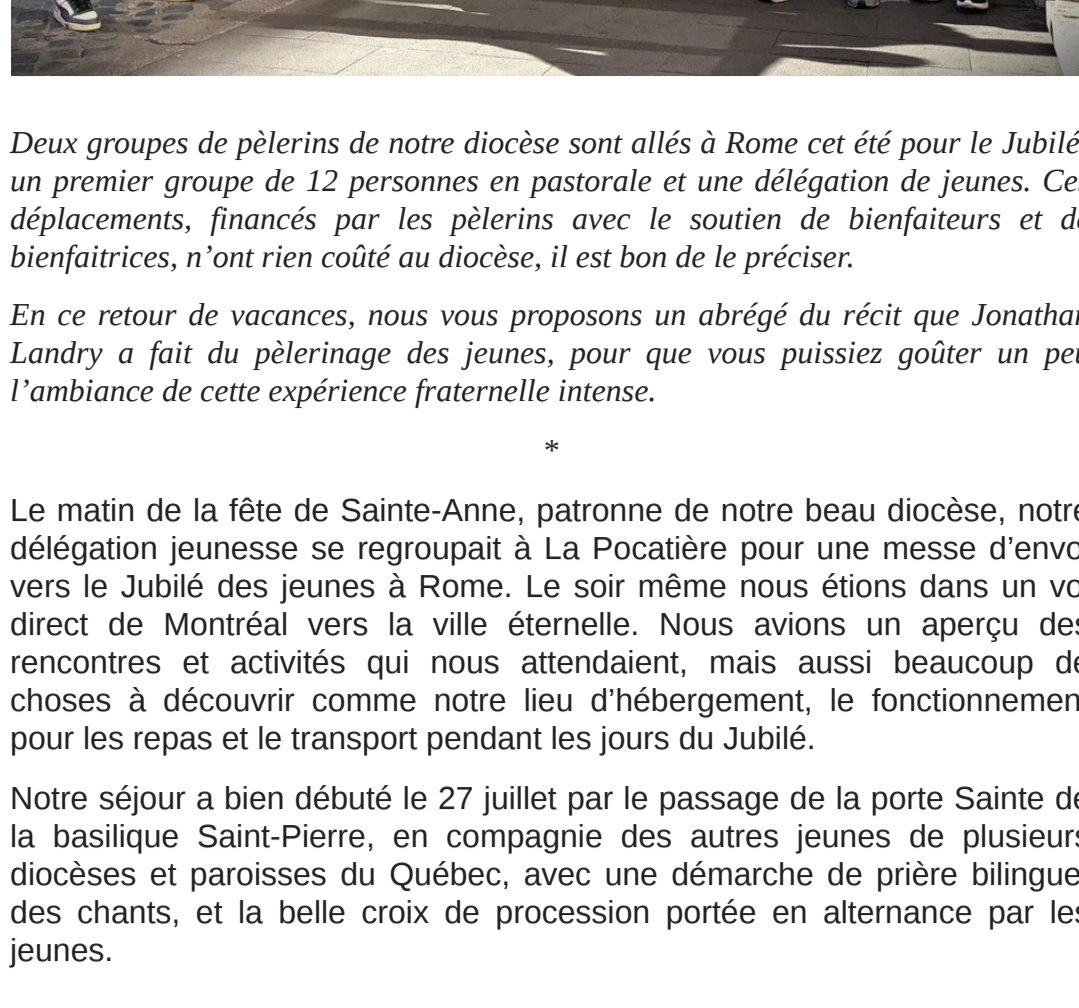 Deux groupes de pèlerins de notre diocèse sont allés à Rome cet été pour le Jubilé
un premier groupe de 12 personnes en pastorale et une délégation de jeunes. Ces
déplacements, financés par les pèlerins avec le soutien de bienfaiteurs et de
bienfaitrices, n’ont rien coûté au diocèse, il est bon de le préciser.
En ce retour de vacances, nous vous proposons un abrégé du récit que Jonathan
Landry a fait du pèlerinage des jeunes, pour que vous puissiez goûter un peu
l’ambiance de cette expérience fraternelle intense.
*
Le matin de la fête de Sainte-Anne, patronne de notre beau diocèse, notre
délégation jeunesse se regroupait à La Pocatière pour une messe d’envoi
vers le Jubilé des jeunes à Rome. Le soir même nous étions dans un vol
direct de Montréal vers la ville éternelle. Nous avions un aperçu des
rencontres et activités qui nous attendaient, mais aussi beaucoup de
choses à découvrir comme notre lieu d’hébergement, le fonctionnement
pour les repas et le transport pendant les jours du Jubilé.
Notre séjour a bien débuté le 27 juillet par le passage de la porte Sainte de
la basilique Saint-Pierre, en compagnie des autres jeunes de plusieurs
diocèses et paroisses du Québec, avec une démarche de prière bilingue
des chants, et la belle croix de procession portée en alternance par les
jeunes.